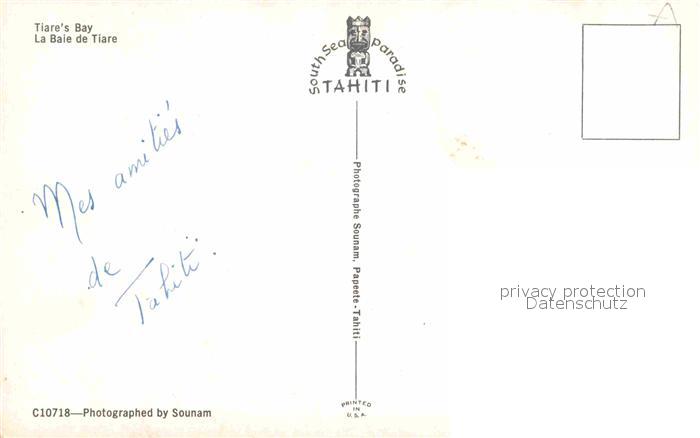 Tiare's Bay
La Baie de Tiare
South Sea Paradise
TAHITI
Mes amitiés
de
Tahiti
Photographe Sounam. Papeete-Tahiti
privacy protection
Datenschutz
C10718—Photographed by Sounam
PRINTED
IN
U.S.A.